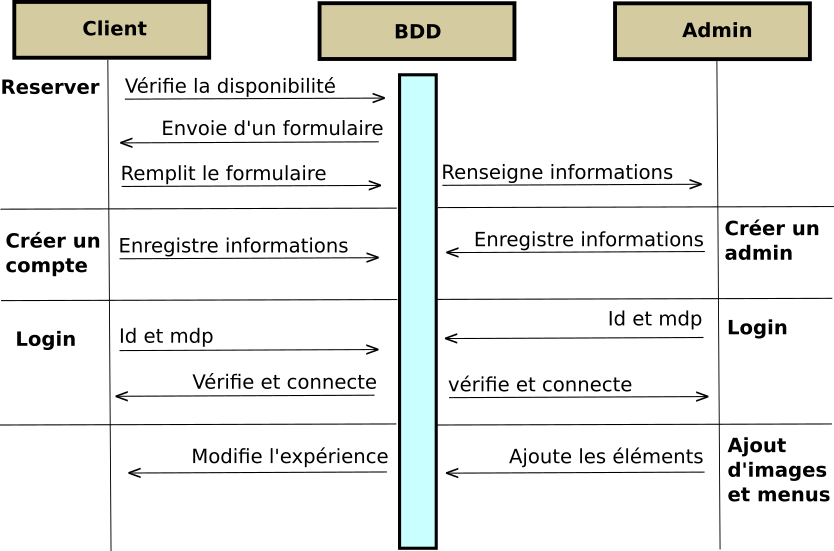 Client
BDD
Admin
Reserver
Vérifie la disponibilité
Envoie d'un formulaire
Remplit le formulaire
Renseigne informations
Créer un
compte
Enregistre informations
Enregistre informations
Créer un
admin
Login
Id et mdp
Id et mdp
Login
Vérifie et connecte
vérifie et connecte
Modifie l'expérience
Ajoute les éléments
Ajout
d'images
et menus